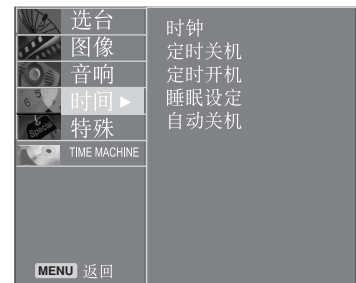 选台
图像
音响
时间 ▶
特殊
TIME MACHINE
MENU 返回
时钟
定时关机
定时开机
睡眠设定
自动关机